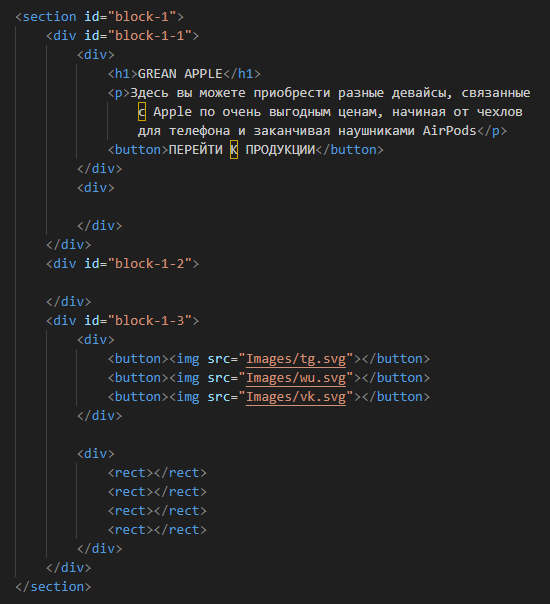 <section id="block-1">
<div id="block-1-1">
<div>
<h1>GREAN APPLE</h1>
<p>Здесь вы можете приобрести разные девайсы, связанные
с Apple по очень выгодным ценам, начиная от чехлов
для телефона и заканчивая наушниками AirPods</p>
<button>ПЕРЕЙТИ К ПРОДУКЦИИ</button>
</div>
<div>
</div>
</div>
<div id="block-1-2">
</div>
<div id="block-1-3">
<div>
<button><img src="Images/tg.svg"></button>
<button><img src="Images/wu.svg"></button>
<button><img src="Images/vk.svg"></button>
</div>
<div>
<rect></rect>
<rect></rect>
<rect></rect>
<rect></rect>
</div>
</div>
</section>